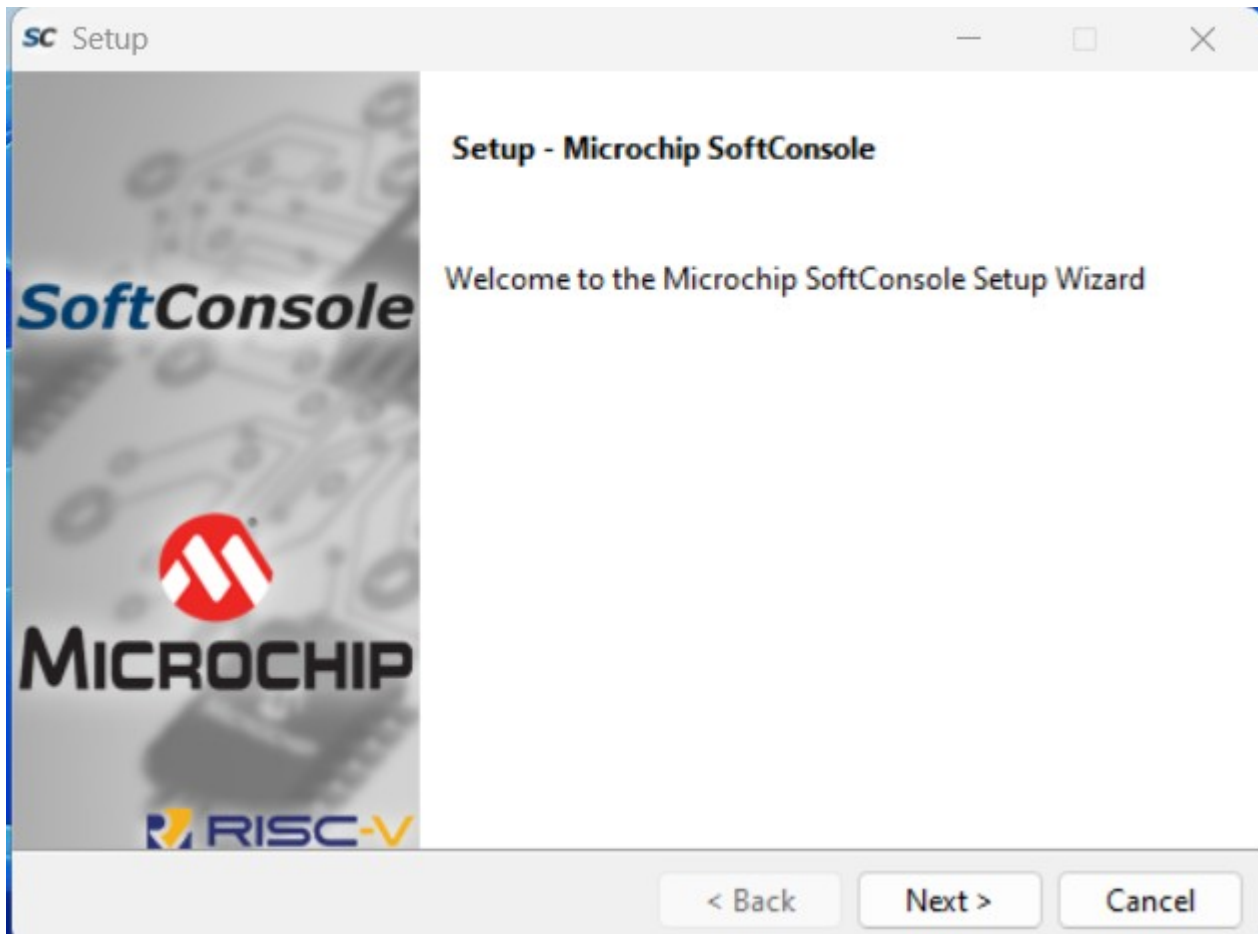 SC Setup
Setup - Microchip SoftConsole
Welcome to the Microchip SoftConsole Setup Wizard
SoftConsole
MICROCHIP
RISC-V
< Back
Next >
Cancel